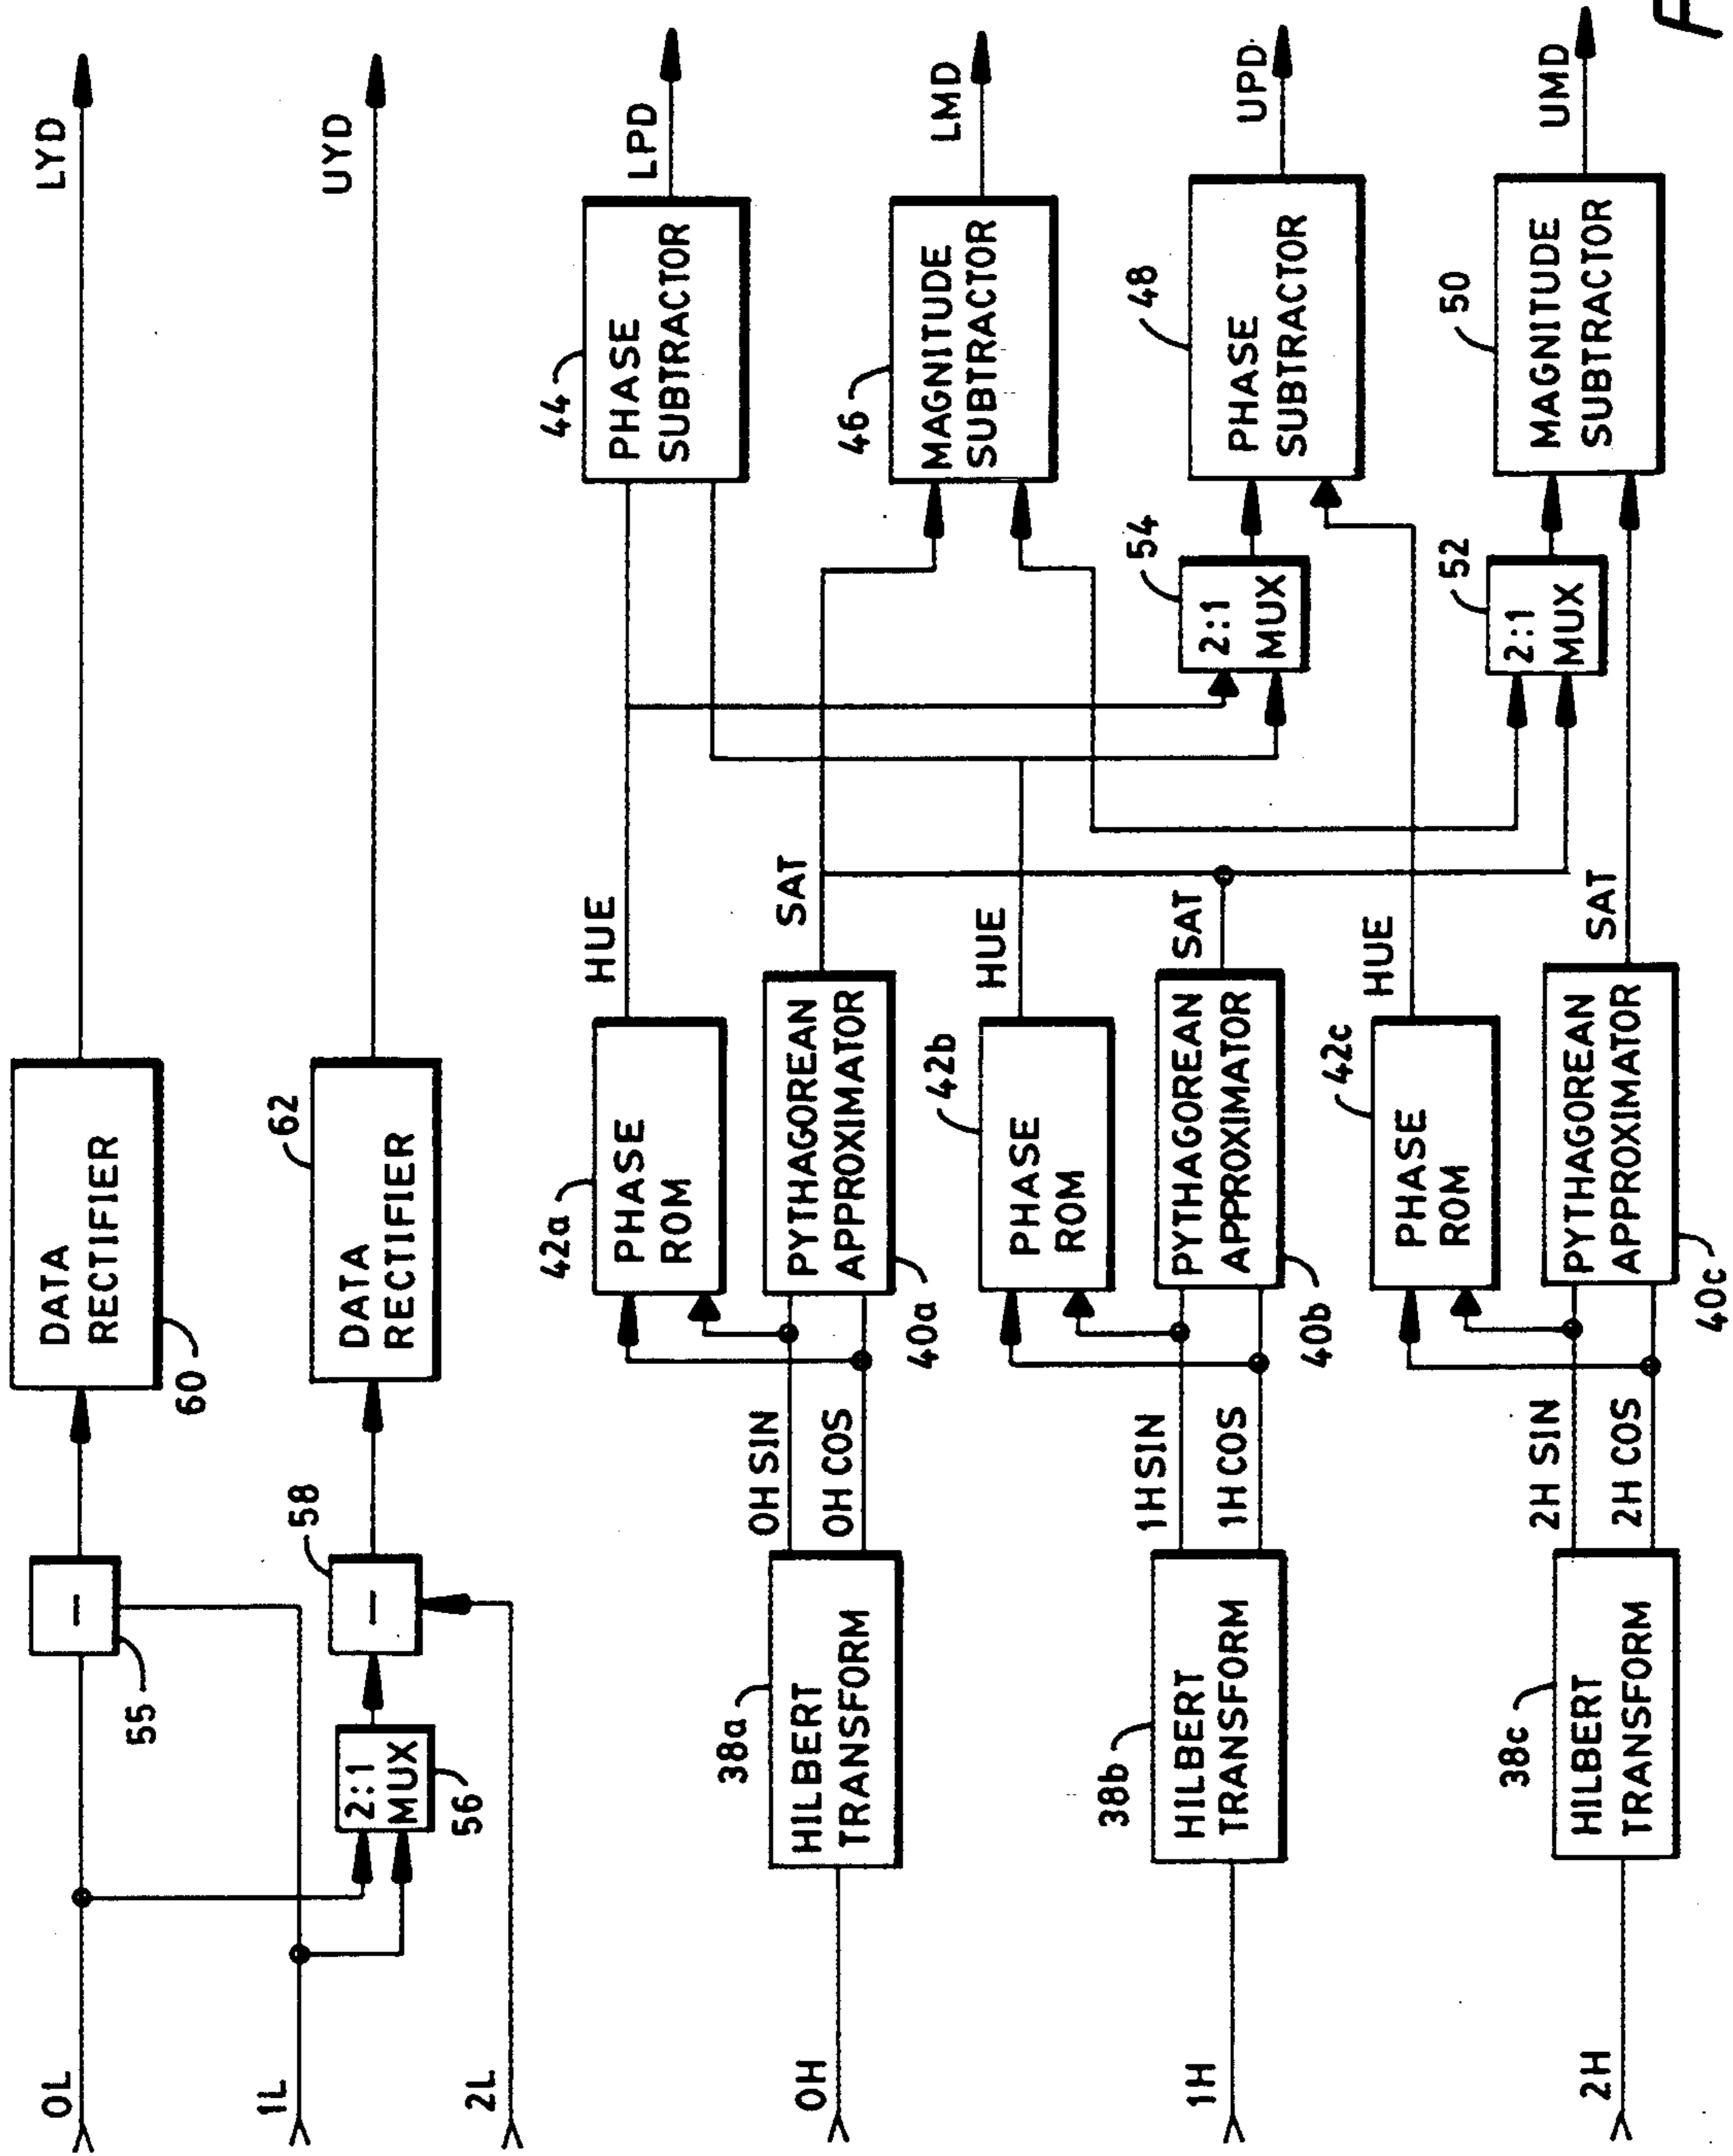 0L
1L
2L
55
2:1
MUX
56
–
–
58
DATA
RECTIFIER
60
DATA
RECTIFIER
62
LYD
UYD
0H
HILBERT
TRANSFORM
38a
0H SIN
0H COS
PHASE
ROM
42a
PYTHAGOREAN
APPROXIMATOR
40a
HUE
SAT
PHASE
SUBTRACTOR
44
LPD
MAGNITUDE
SUBTRACTOR
46
LMD
1H
HILBERT
TRANSFORM
38b
1H SIN
1H COS
PHASE
ROM
42b
PYTHAGOREAN
APPROXIMATOR
40b
HUE
SAT
2:1
MUX
54
PHASE
SUBTRACTOR
48
UPD
2H
HILBERT
TRANSFORM
38c
2H SIN
2H COS
PHASE
ROM
42c
PYTHAGOREAN
APPROXIMATOR
40c
HUE
SAT
2:1
MUX
52
MAGNITUDE
SUBTRACTOR
50
UMD